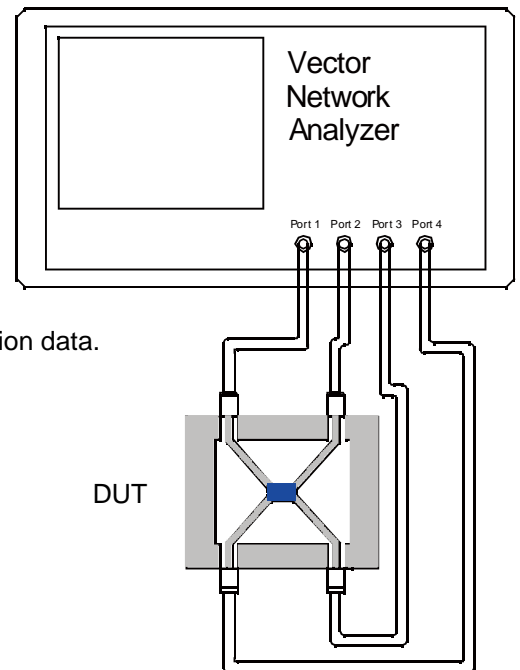 Vector
Network
Analyzer
Port 1 Port 2 Port 3 Port 4
ion data.
DUT